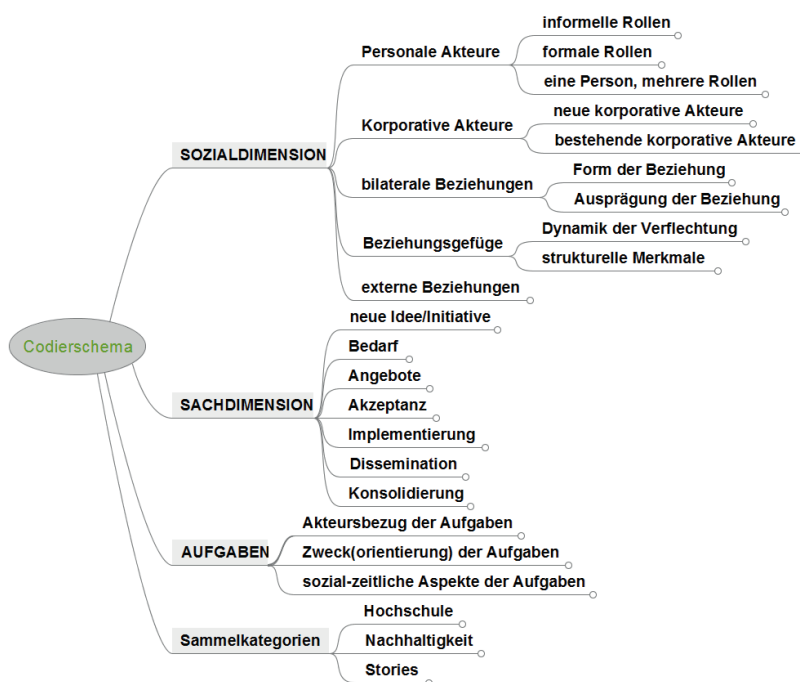 Codierschema
SOZIALDIMENSION
Personale Akteure
informelle Rollen
formale Rollen
eine Person, mehrere Rollen
Korporative Akteure
neue korporative Akteure
bestehende korporative Akteure
bilaterale Beziehungen
Form der Beziehung
Ausprägung der Beziehung
Beziehungsgefüge
Dynamik der Verflechtung
strukturelle Merkmale
externe Beziehungen
SACHDIMENSION
neue Idee/Initiative
Bedarf
Angebote
Akzeptanz
Implementierung
Dissemination
Konsolidierung
AUFGABEN
Akteursbezug der Aufgaben
Zweck(orientierung) der Aufgaben
sozial-zeitliche Aspekte der Aufgaben
Sammelkategorien
Hochschule
Nachhaltigkeit
Stories